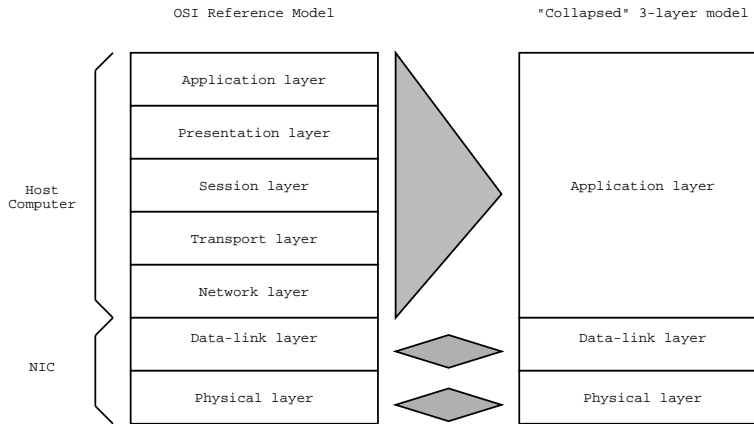 OSI Reference Model
"Collapsed" 3-layer model
Application layer
Presentation layer
Session layer
Transport layer
Network layer
Data-link layer
Physical layer
Host
Computer
NIC
Application layer
Data-link layer
Physical layer